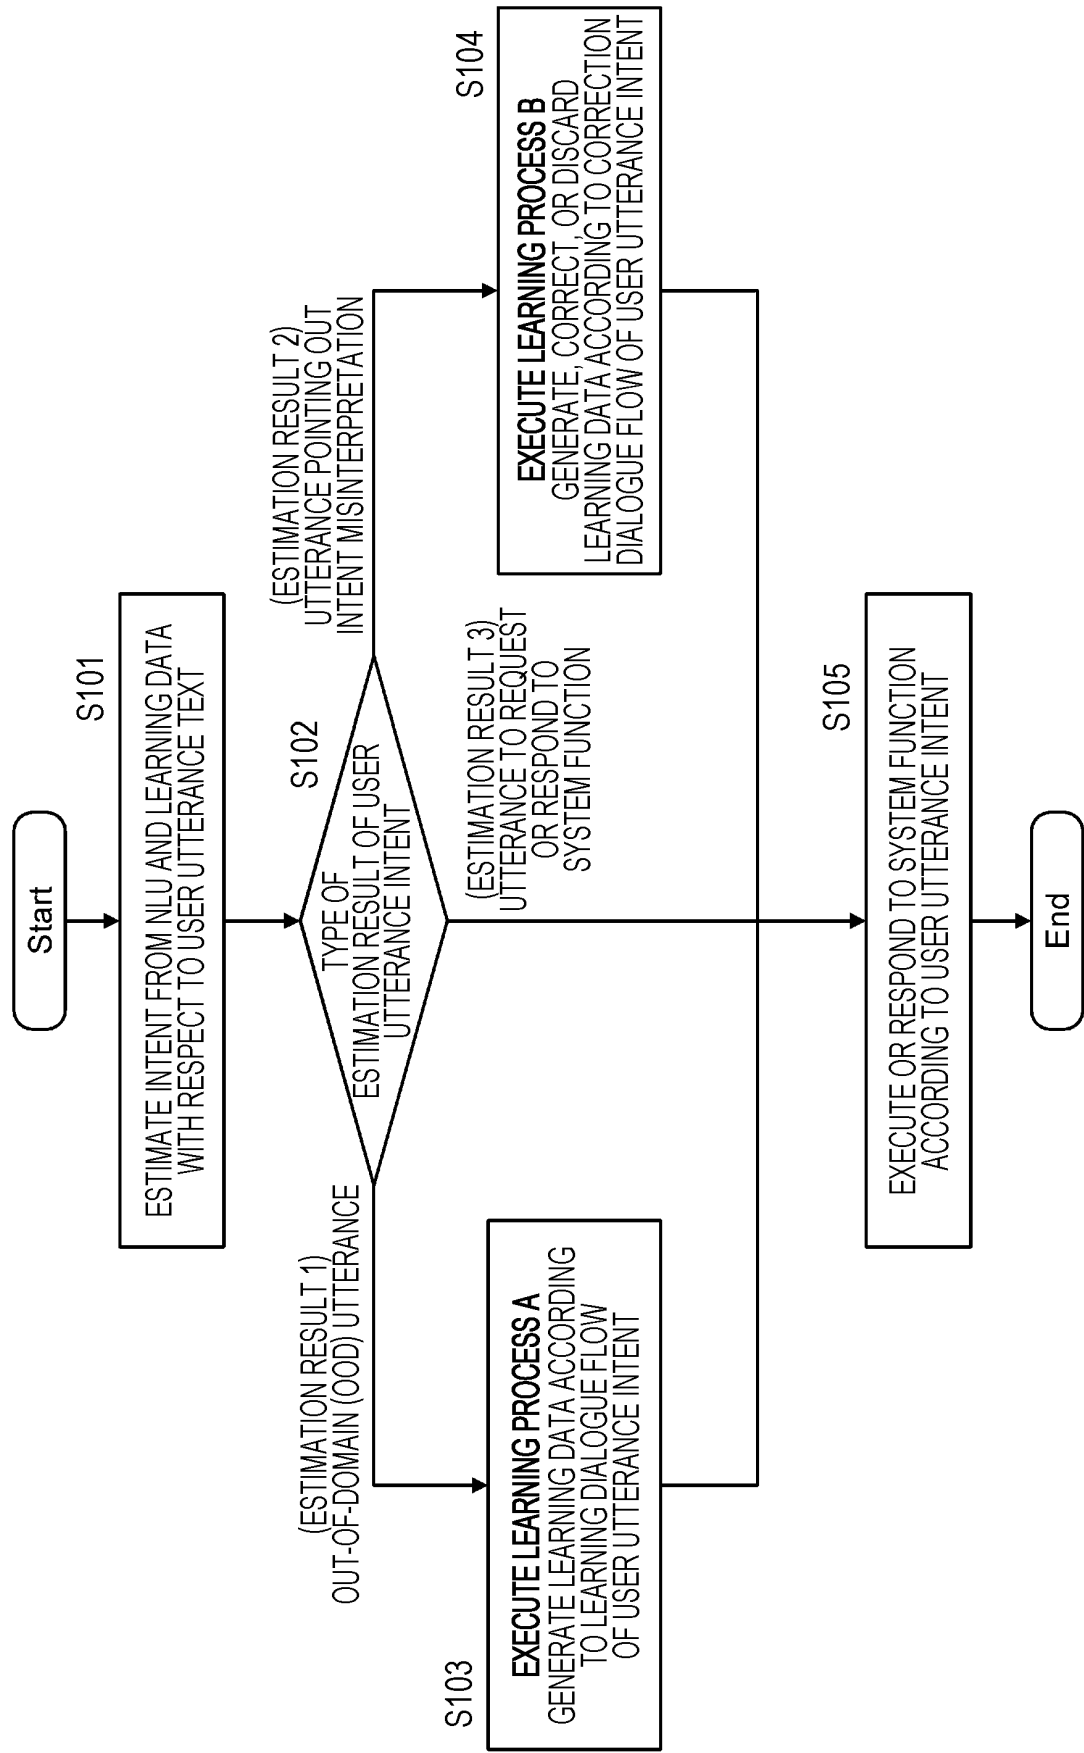 Start
S101
ESTIMATE INTENT FROM NLU AND LEARNING DATA
WITH RESPECT TO USER UTTERANCE TEXT
S102
TYPE OF
ESTIMATION RESULT OF USER
UTTERANCE INTENT
(ESTIMATION RESULT 1)
OUT-OF-DOMAIN (OOD) UTTERANCE
(ESTIMATION RESULT 2)
UTTERANCE POINTING OUT
INTENT MISINTERPRETATION
(ESTIMATION RESULT 3)
UTTERANCE TO REQUEST
OR RESPOND TO
SYSTEM FUNCTION
S103
EXECUTE LEARNING PROCESS A
GENERATE LEARNING DATA ACCORDING
TO LEARNING DIALOGUE FLOW
OF USER UTTERANCE INTENT
S104
EXECUTE LEARNING PROCESS B
GENERATE, CORRECT, OR DISCARD
LEARNING DATA ACCORDING TO CORRECTION
DIALOGUE FLOW OF USER UTTERANCE INTENT
S105
EXECUTE OR RESPOND TO SYSTEM FUNCTION
ACCORDING TO USER UTTERANCE INTENT
End